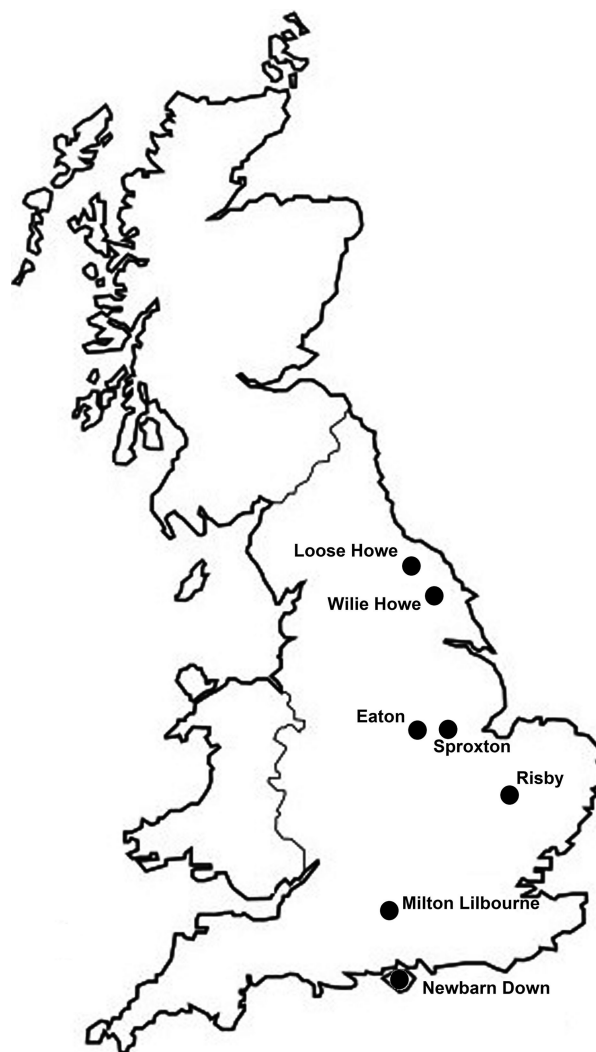 Loose Howe
Wilie Howe
Eaton
Sproxton
Risby
Milton Lilbourne
Newbarn Down